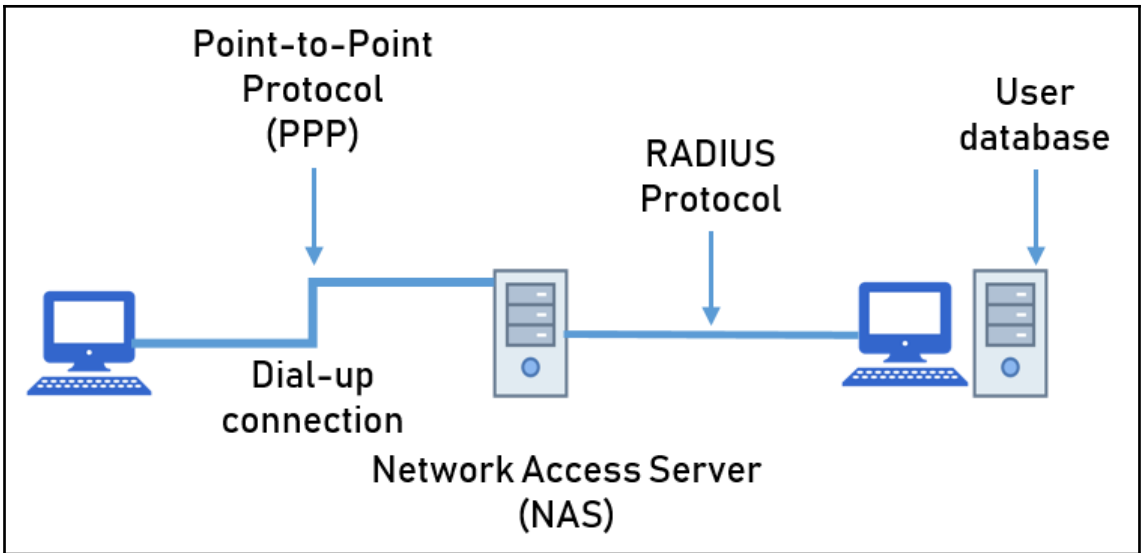 Point-to-Point
Protocol
(PPP)
User
database
RADIUS
Protocol
Dial-up
connection
Network Access Server
(NAS)